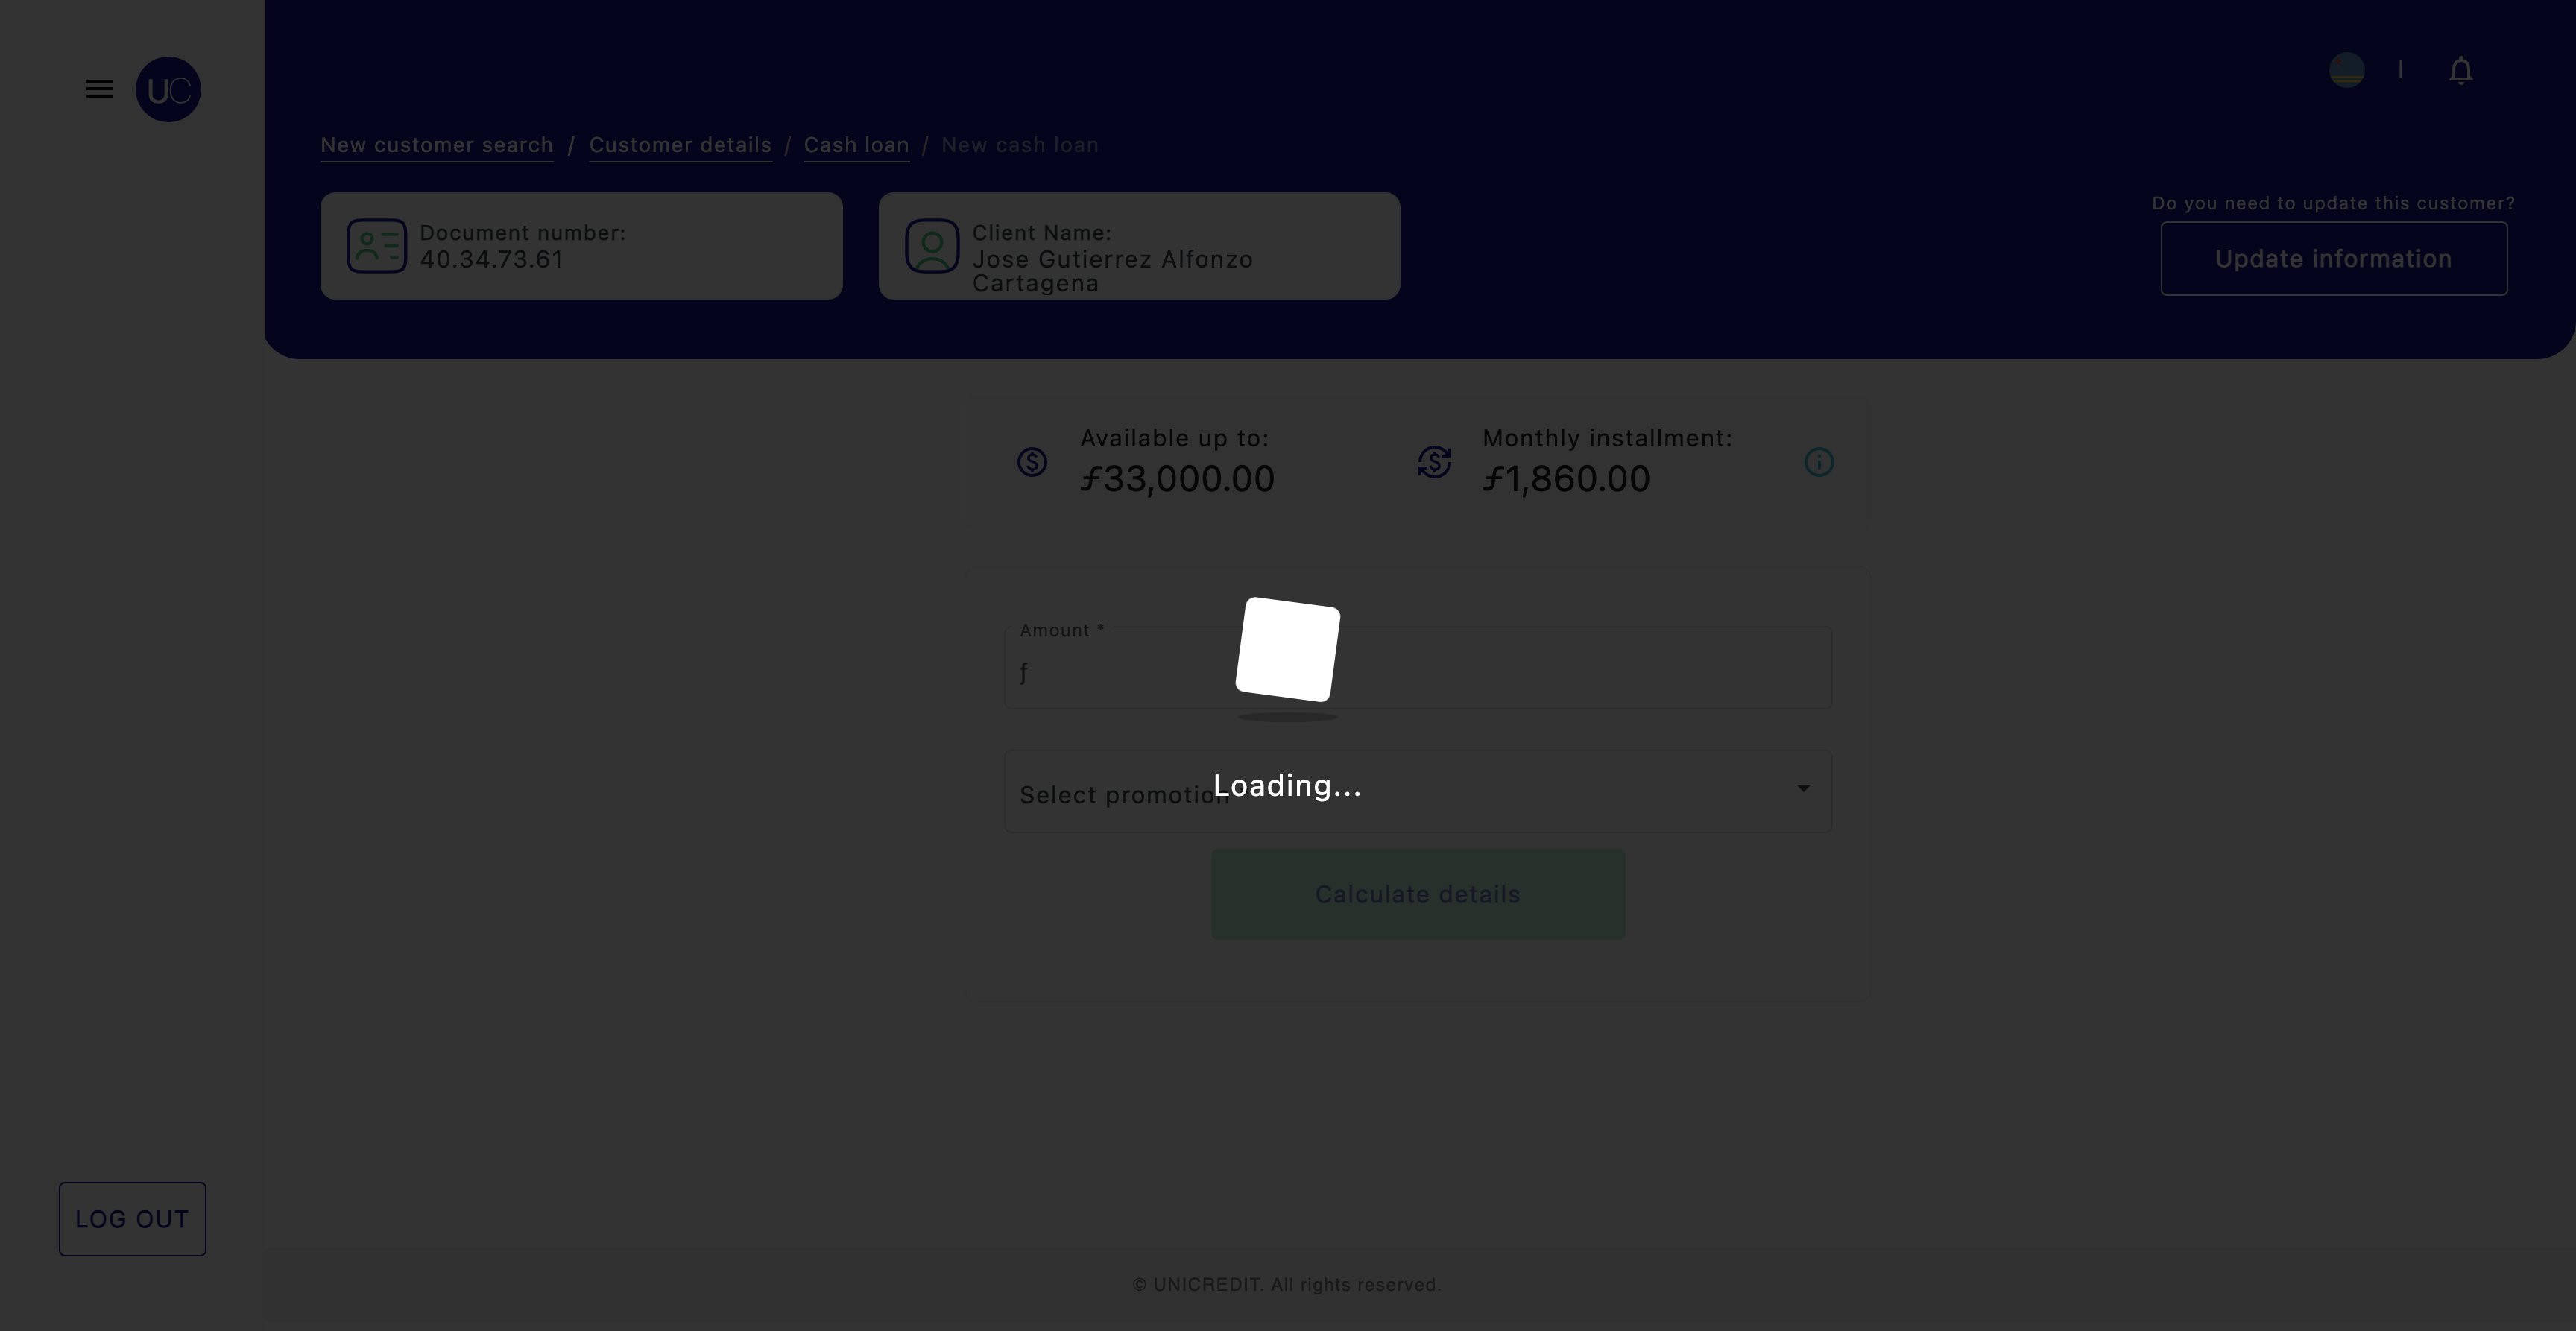 UC
New customer search / Customer details / Cash loan / New cash loan
Document number:
40.34.73.61
Client Name:
Jose Gutierrez Alfonzo
Cartagena
Do you need to update this customer?
Update information
Available up to:
ƒ33,000.00
Monthly installment:
ƒ1,860.00
Amount *
ƒ
Select promotion
Loading...
Calculate details
LOG OUT
© UNICREDIT. All rights reserved.